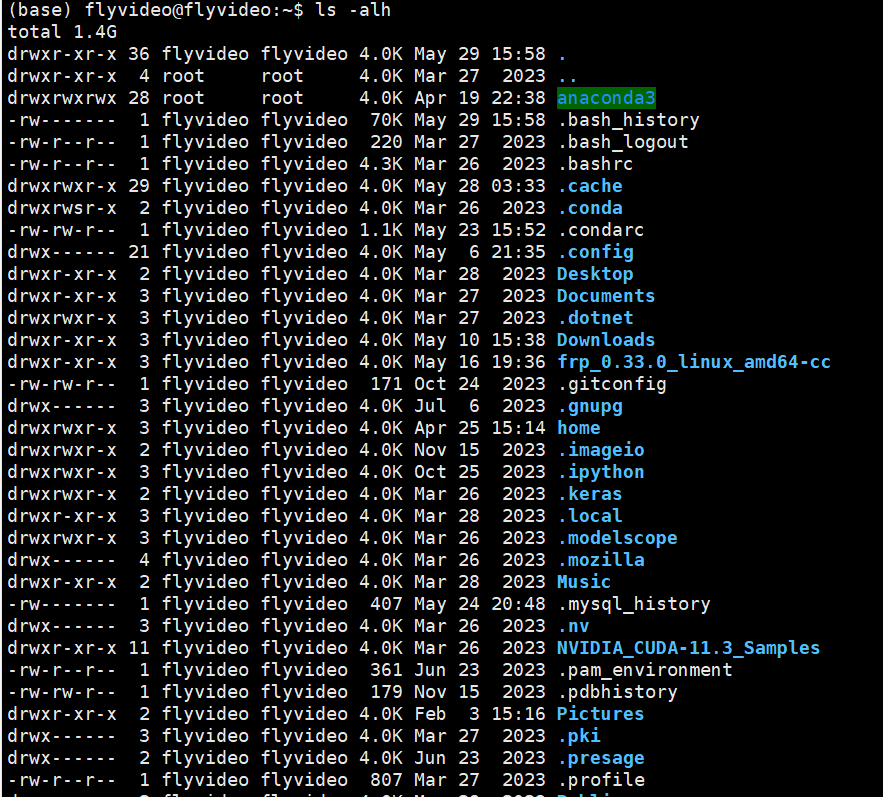 (base) flyvideo@flyvideo:~$ ls -alh
total 1.4G
drwxr-xr-x 36 flyvideo flyvideo 4.0K May 29 15:58 .
drwxr-xr-x  4 root     root     4.0K Mar 27  2023 ..
drwxrwxrwx 28 root     root     4.0K Apr 19 22:38 anaconda3
-rw-------  1 flyvideo flyvideo  70K May 29 15:58 .bash_history
-rw-r--r--  1 flyvideo flyvideo  220 Mar 27  2023 .bash_logout
-rw-r--r--  1 flyvideo flyvideo 4.3K Mar 26  2023 .bashrc
drwxrwxr-x 29 flyvideo flyvideo 4.0K May 28 03:33 .cache
drwxrwsr-x  2 flyvideo flyvideo 4.0K Mar 26  2023 .conda
-rw-rw-r--  1 flyvideo flyvideo 1.1K May 23 15:52 .condarc
drwx------ 21 flyvideo flyvideo 4.0K May  6 21:35 .config
drwxr-xr-x  2 flyvideo flyvideo 4.0K Mar 28  2023 Desktop
drwxr-xr-x  3 flyvideo flyvideo 4.0K Mar 27  2023 Documents
drwxrwxr-x  3 flyvideo flyvideo 4.0K Mar 27  2023 .dotnet
drwxr-xr-x  4 flyvideo flyvideo 4.0K May 10 15:38 Downloads
drwxr-xr-x  3 flyvideo flyvideo 4.0K May 16 19:36 frp_0.33.0_linux_amd64-cc
-rw-rw-r--  1 flyvideo flyvideo  171 Oct 24  2023 .gitconfig
drwx------  3 flyvideo flyvideo 4.0K Jul  6  2023 .gnupg
drwxrwxr-x  3 flyvideo flyvideo 4.0K Apr 25 15:14 home
drwxrwxr-x  2 flyvideo flyvideo 4.0K Nov 15  2023 .imageio
drwxr-xr-x  3 flyvideo flyvideo 4.0K Oct 25  2023 .ipython
drwxrwxr-x  2 flyvideo flyvideo 4.0K Mar 26  2023 .keras
drwxr-xr-x  3 flyvideo flyvideo 4.0K Mar 28  2023 .local
drwxrwxr-x  3 flyvideo flyvideo 4.0K Mar 26  2023 .modelscope
drwx------  4 flyvideo flyvideo 4.0K Mar 26  2023 .mozilla
drwxr-xr-x  2 flyvideo flyvideo 4.0K Mar 28  2023 Music
-rw-------  1 flyvideo flyvideo  407 May 24 20:48 .mysql_history
drwx------  3 flyvideo flyvideo 4.0K Mar 26  2023 .nv
drwxr-xr-x 11 flyvideo flyvideo 4.0K Mar 26  2023 NVIDIA_CUDA-11.3_Samples
-rw-r--r--  1 flyvideo flyvideo  361 Jun 23  2023 .pam_environment
-rw-rw-r--  1 flyvideo flyvideo  179 Nov 15  2023 .pdbhistory
drwxr-xr-x  2 flyvideo flyvideo 4.0K Feb  3 15:16 Pictures
drwx------  3 flyvideo flyvideo 4.0K Mar 27  2023 .pki
drwx------  2 flyvideo flyvideo 4.0K Jun 23  2023 .presage
-rw-r--r--  1 flyvideo flyvideo  807 Mar 27  2023 .profile